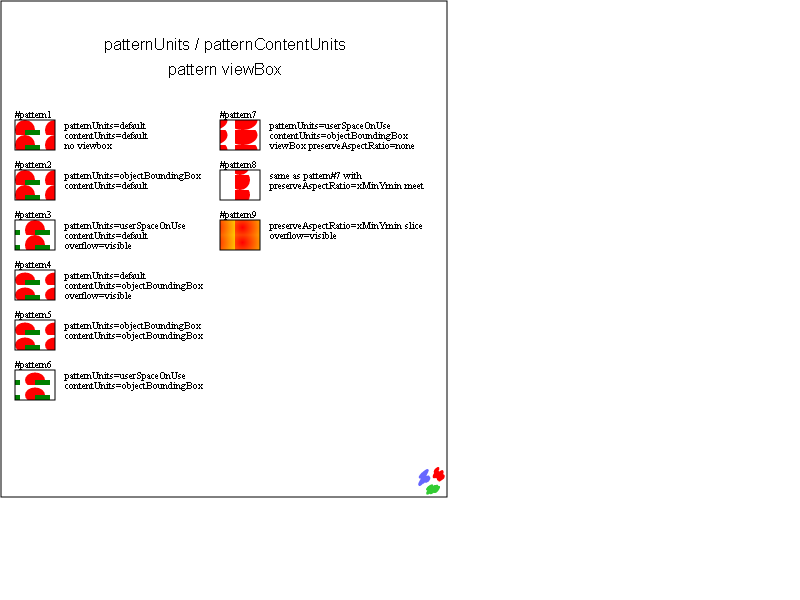 patternUnits / patternContentUnits
pattern viewBox
#pattern1
patternUnits=default
contentUnits=default
no viewbox
#pattern2
patternUnits=objectBoundingBox
contentUnits=default
#pattern3
patternUnits=userSpaceOnUse
contentUnits=default
overflow=visible
#pattern4
patternUnits=default
contentUnits=objectBoundingBox
overflow=visible
#pattern5
patternUnits=objectBoundingBox
contentUnits=objectBoundingBox
#pattern6
patternUnits=userSpaceOnUse
contentUnits=objectBoundingBox
#pattern7
patternUnits=userSpaceOnUse
contentUnits=objectBoundingBox
viewBox preserveAspectRatio=none
#pattern8
same as pattern#7 with
preserveAspectRatio=xMinYmin meet
#pattern9
preserveAspectRatio=xMinYmin slice
overflow=visible